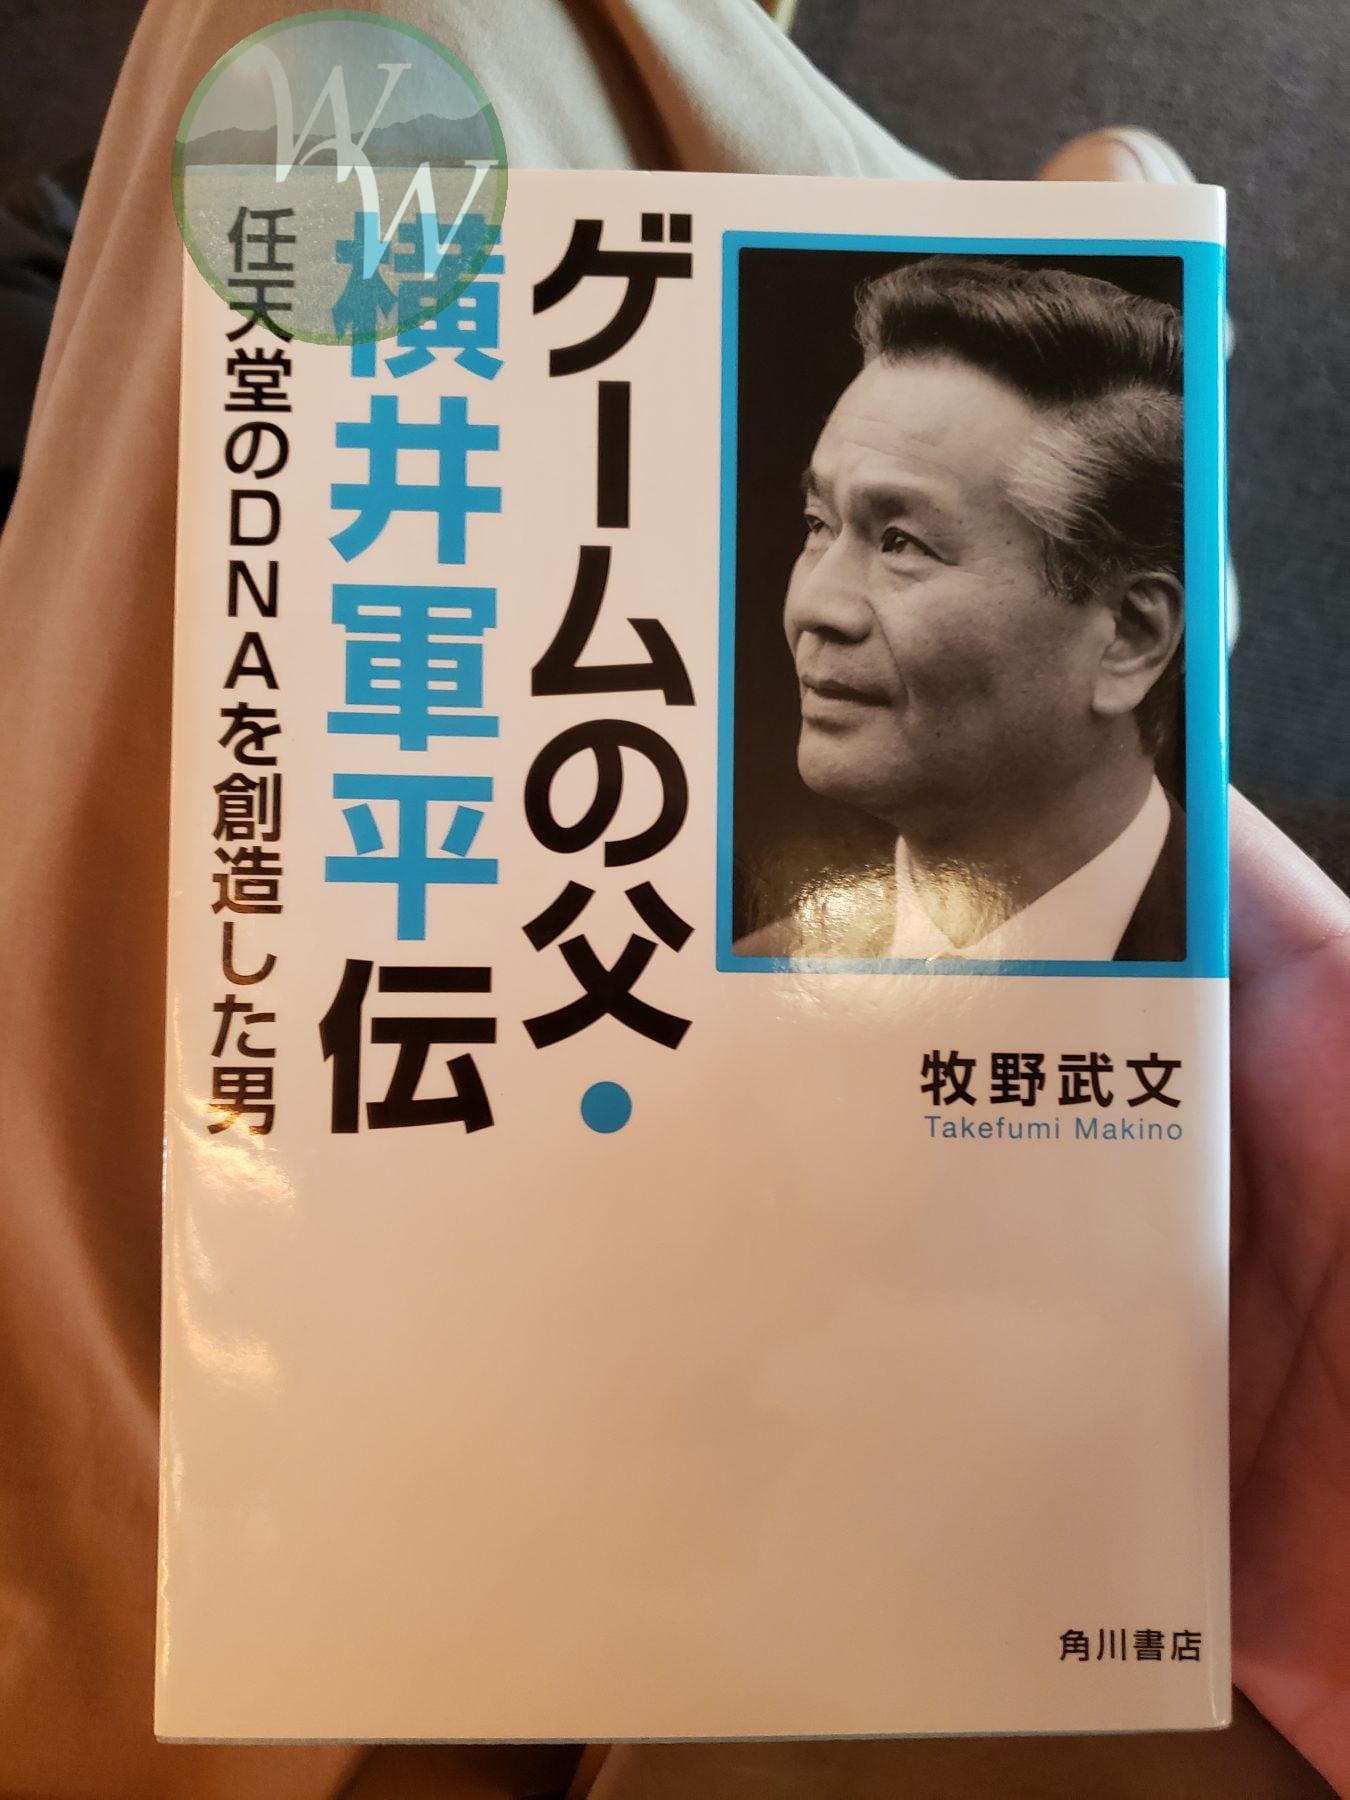 ゲームの父・
横井軍平伝
任天堂のDNAを創造した男
牧野武文
Takefumi Makino
角川書店
WW